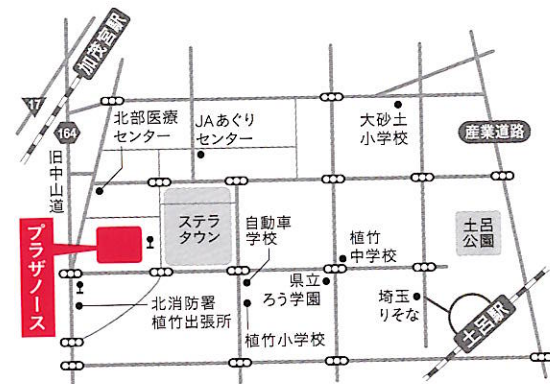 加茂宮駅
17
164
旧中山道
北部医療
センター
JAあぐり
センター
大砂土
小学校
産業道路
プラザノース
ステラ
タウン
自動車
学校
植竹
中学校
土呂
公園
北消防署
植竹出張所
県立
ろう学園
植竹小学校
埼玉
りそな
土呂駅